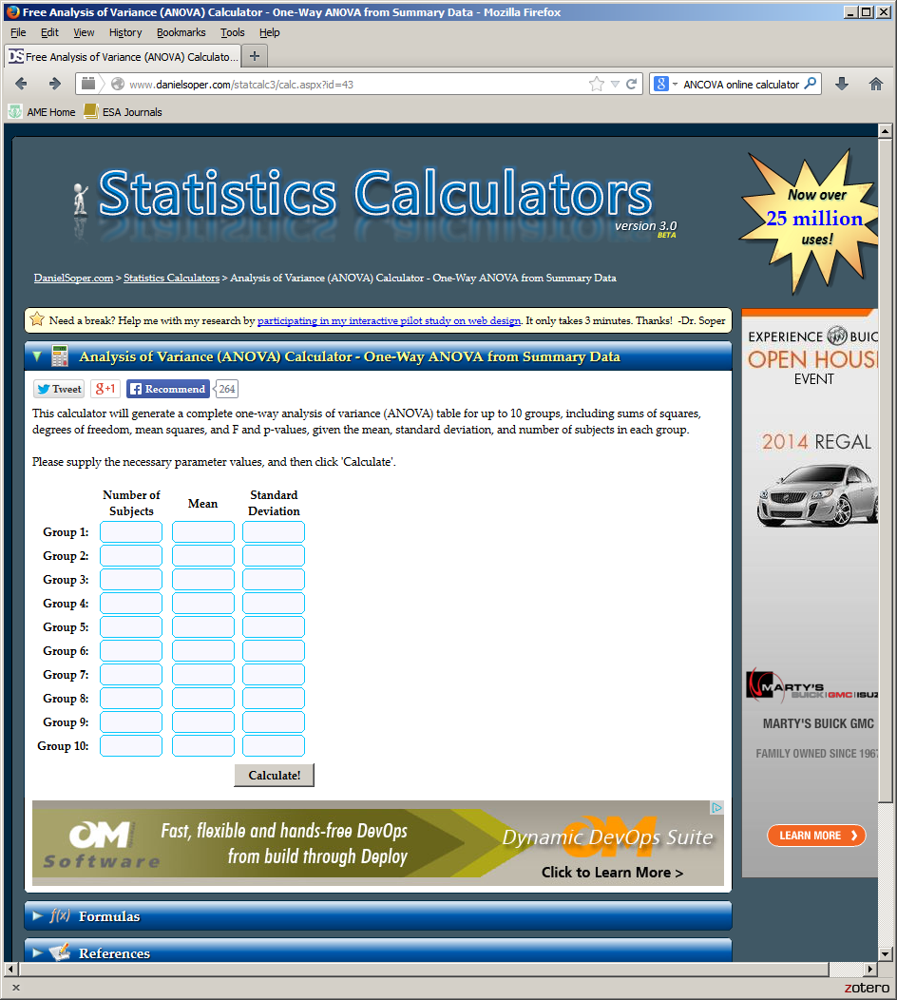 Free Analysis of Variance (ANOVA) Calculator - One-Way ANOVA from Summary Data - Mozilla Firefox
File Edit View History Bookmarks Tools Help
DS Free Analysis of Variance (ANOVA) Calculato... +
www.danielsoper.com/statcalc3/calc.aspx?id=43 8 ANCOVA online calculator
AME Home ESA Journals
Statistics Calculators
version 3.0
BETA
Now over
25 million
uses!
DanielSoper.com > Statistics Calculators > Analysis of Variance (ANOVA) Calculator - One-Way ANOVA from Summary Data
Need a break? Help me with my research by participating in my interactive pilot study on web design. It only takes 3 minutes. Thanks! -Dr. Soper
Analysis of Variance (ANOVA) Calculator - One-Way ANOVA from Summary Data
Tweet g+1 f Recommend 264
This calculator will generate a complete one-way analysis of variance (ANOVA) table for up to 10 groups, including sums of squares,
degrees of freedom, mean squares, and F and p-values, given the mean, standard deviation, and number of subjects in each group.
Please supply the necessary parameter values, and then click 'Calculate'.
Number of Subjects Mean Standard Deviation
Group 1:
Group 2:
Group 3:
Group 4:
Group 5:
Group 6:
Group 7:
Group 8:
Group 9:
Group 10:
Calculate!
OM Software
Fast, flexible and hands-free DevOps
from build through Deploy
OM
Dynamic DevOps Suite
Click to Learn More >
f(x) Formulas
References
EXPERIENCE BUIC
OPEN HOUS
EVENT
2014 REGAL
MARTY'S
BUICK|GMC|ISUZ
MARTY'S BUICK GMC
FAMILY OWNED SINCE 1967
LEARN MORE
zotero